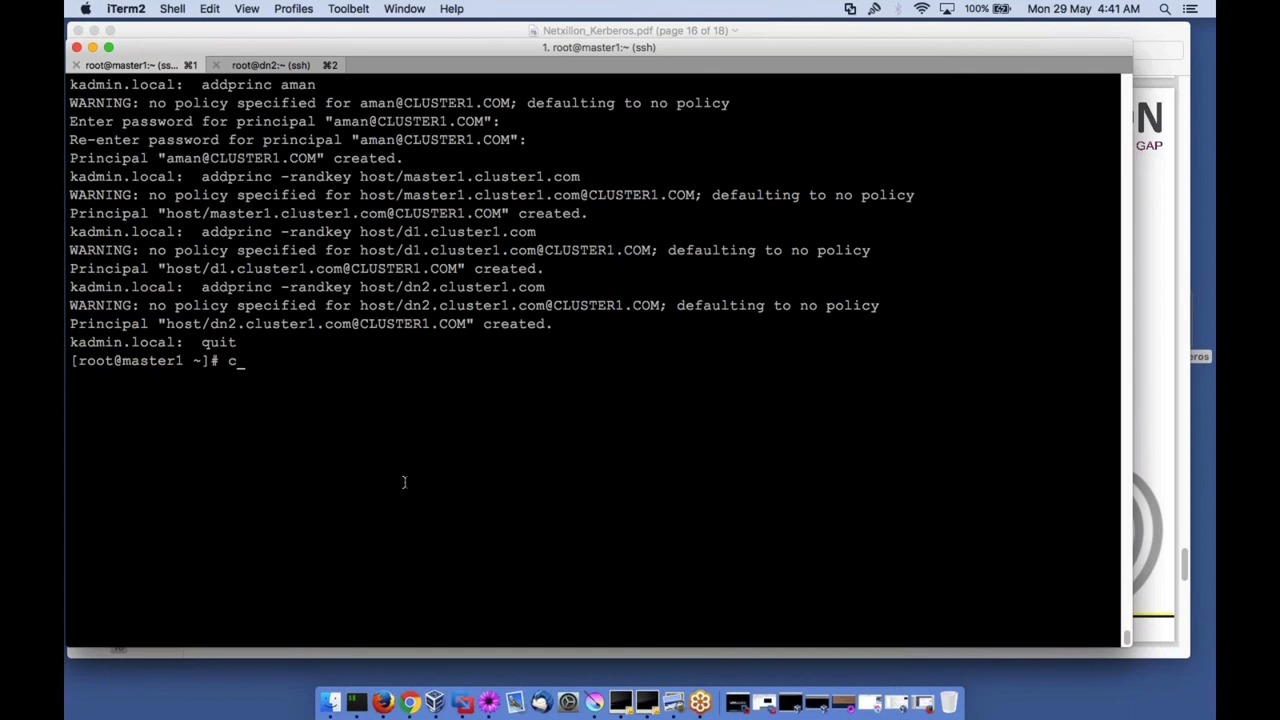 iTerm2 Shell Edit View Profiles Toolbelt Window Help 100% Mon 29 May 4:41 AM
Netxillon_Kerberos.pdf (page 16 of 18)
1. root@master1:~ (ssh)
root@master1:~ (ss... ⌘1 root@dn2:~ (ssh) ⌘2
kadmin.local:  addprinc aman
WARNING: no policy specified for aman@CLUSTER1.COM; defaulting to no policy
Enter password for principal "aman@CLUSTER1.COM":
Re-enter password for principal "aman@CLUSTER1.COM":
Principal "aman@CLUSTER1.COM" created.
kadmin.local:  addprinc -randkey host/master1.cluster1.com
WARNING: no policy specified for host/master1.cluster1.com@CLUSTER1.COM; defaulting to no policy
Principal "host/master1.cluster1.com@CLUSTER1.COM" created.
kadmin.local:  addprinc -randkey host/d1.cluster1.com
WARNING: no policy specified for host/d1.cluster1.com@CLUSTER1.COM; defaulting to no policy
Principal "host/d1.cluster1.com@CLUSTER1.COM" created.
kadmin.local:  addprinc -randkey host/dn2.cluster1.com
WARNING: no policy specified for host/dn2.cluster1.com@CLUSTER1.COM; defaulting to no policy
Principal "host/dn2.cluster1.com@CLUSTER1.COM" created.
kadmin.local:  quit
[root@master1 ~]# c_
ON
GAP
eros